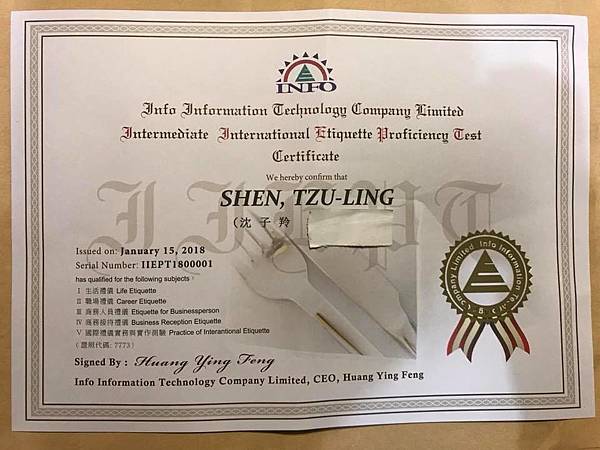 INFO
Info Information Technology Company Limited
Intermediate International Etiquette Proficiency Test
Certificate
We hereby confirm that
IIEPT
SHEN, TZU-LING
(沈 子 羚
Issued on: January 15, 2018
Serial Number: IIEPT1800001
has qualified for the following subjects:
I 生活禮儀 Life Etiquette
II 職場禮儀 Career Etiquette
III 商務人員禮儀 Etiquette for Businessperson
IV 商務接待禮儀 Business Reception Etiquette
V 國際禮儀實務與實作測驗 Practice of Interantional Etiquette
(證照代碼: 7773)
Signed By : Huang Ying Feng
Info Information Technology Company Limited, CEO, Huang Ying Feng
Company Limited Info Information